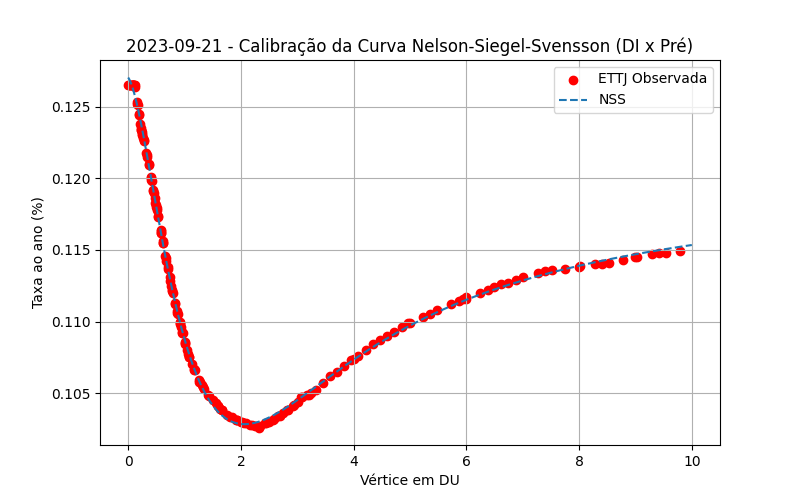 2023-09-21 - Calibração da Curva Nelson-Siegel-Svensson (DI x Pré)
ETTJ Observada
NSS
Taxa ao ano (%)
0.125
0.120
0.115
0.110
0.105
0 2 4 6 8 10
Vértice em DU